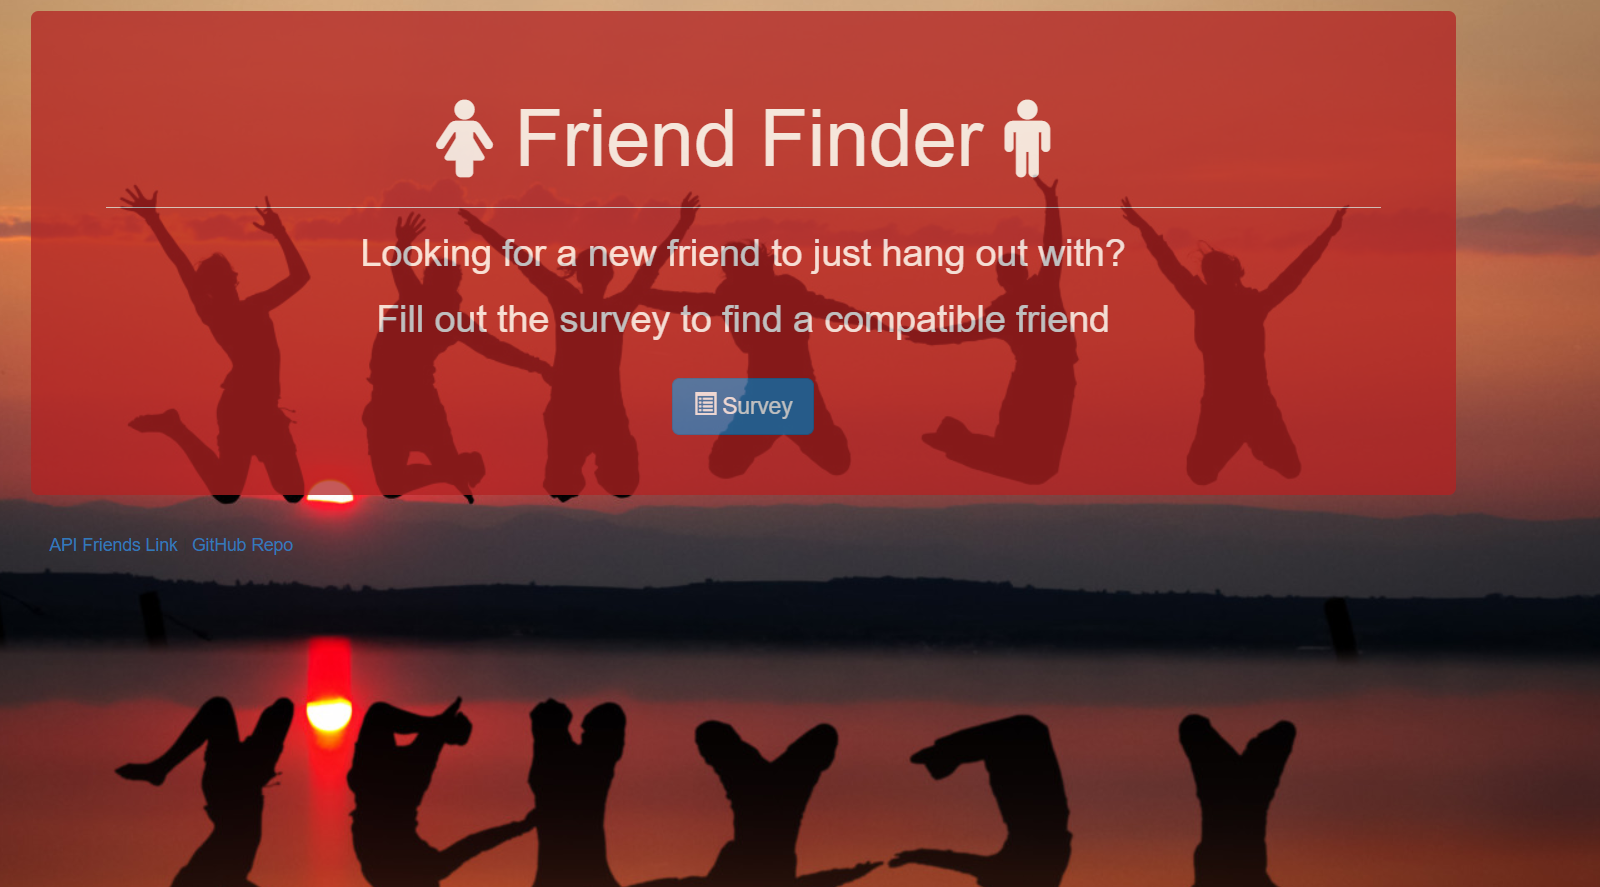 Friend Finder
Looking for a new friend to just hang out with?
Fill out the survey to find a compatible friend
Survey
API Friends Link GitHub Repo